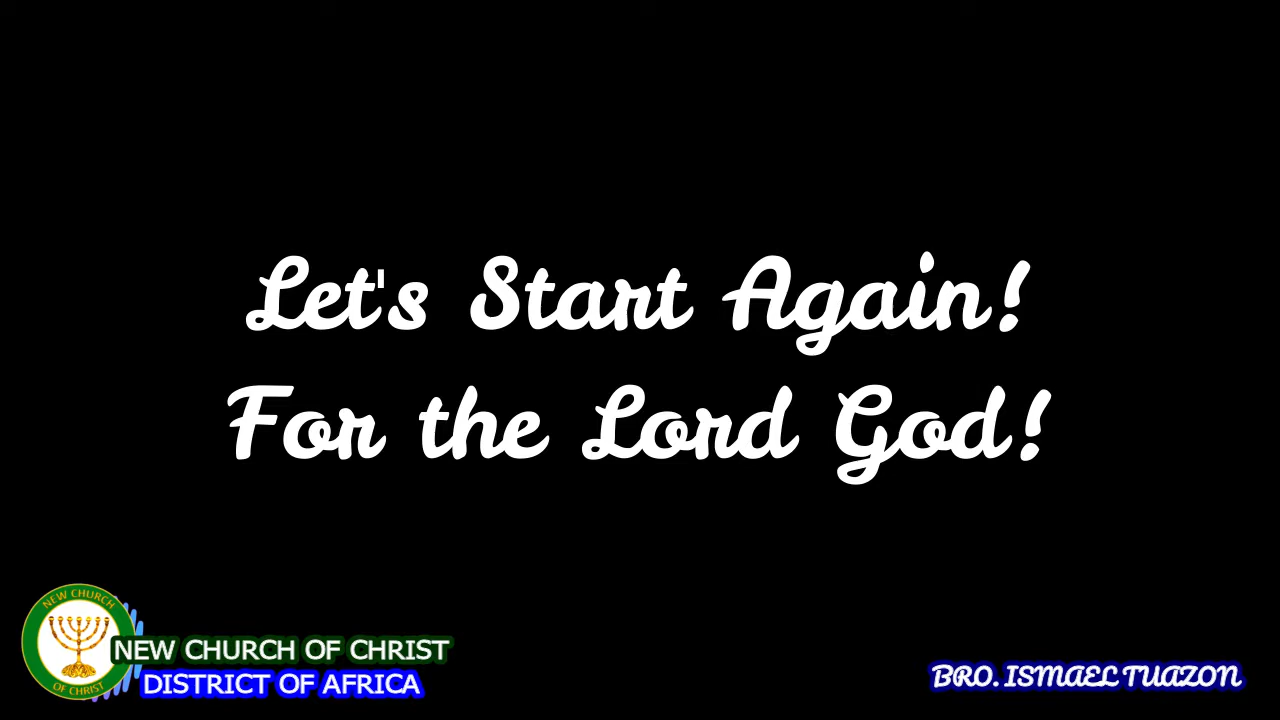 Let's Start Again!
For the Lord God!
NEW CHURCH
OF CHRIST
NEW CHURCH OF CHRIST
DISTRICT OF AFRICA
BRO. ISMAEL TUAZON